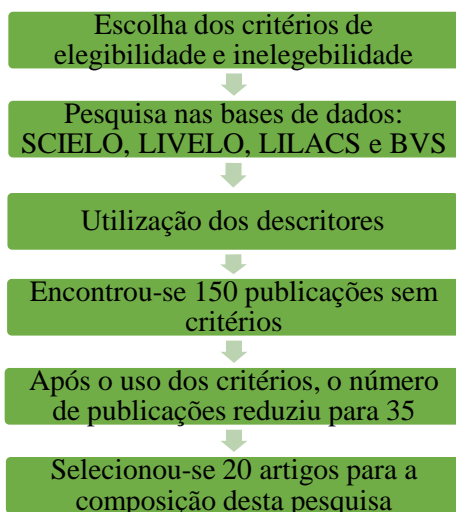 Escolha dos critérios de
elegibilidade e inelegebilidade
Pesquisa nas bases de dados:
SCIELO, LIVELO, LILACS e BVS
Utilização dos descritores
Encontrou-se 150 publicações sem
critérios
Após o uso dos critérios, o número
de publicações reduziu para 35
Selecionou-se 20 artigos para a
composição desta pesquisa